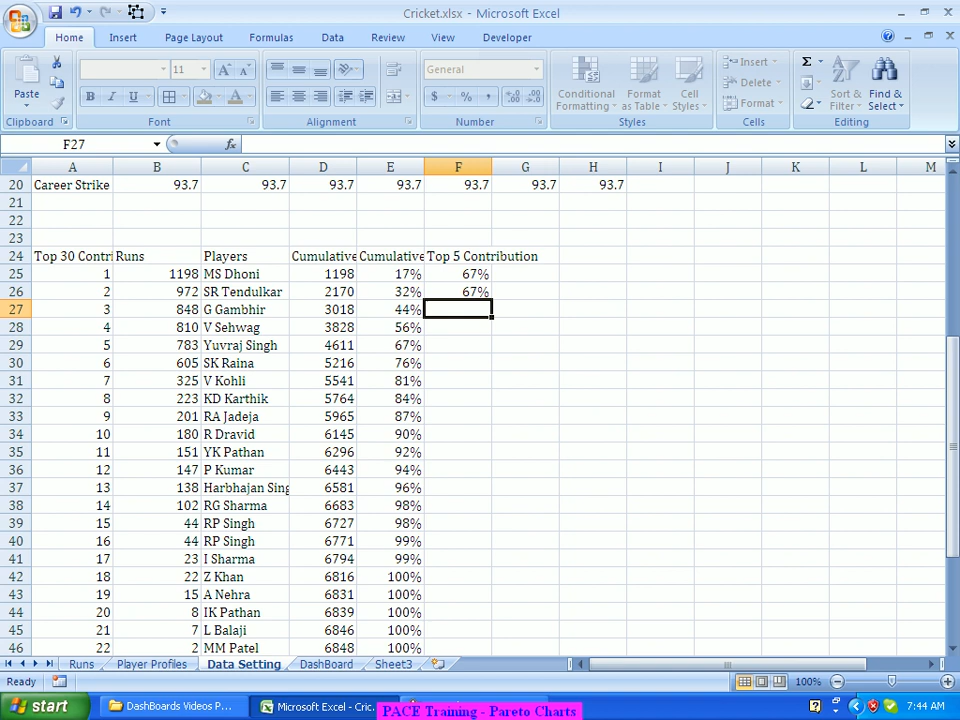 Cricket.xlsx - Microsoft Excel
Home Insert Page Layout Formulas Data Review View Developer
Paste 11 General Conditional Formatting Format as Table Cell Styles Insert Delete Format Sort & Filter Find & Select
Clipboard Font Alignment Number Styles Cells Editing
F27 fx
A B C D E F G H I J K L M
20 Career Strike 93.7 93.7 93.7 93.7 93.7 93.7 93.7
21
22
23
24 Top 30 Contri Runs Players Cumulative Cumulative Top 5 Contribution
25 1 1198 MS Dhoni 1198 17% 67%
26 2 972 SR Tendulkar 2170 32% 67%
27 3 848 G Gambhir 3018 44%
28 4 810 V Sehwag 3828 56%
29 5 783 Yuvraj Singh 4611 67%
30 6 605 SK Raina 5216 76%
31 7 325 V Kohli 5541 81%
32 8 223 KD Karthik 5764 84%
33 9 201 RA Jadeja 5965 87%
34 10 180 R Dravid 6145 90%
35 11 151 YK Pathan 6296 92%
36 12 147 P Kumar 6443 94%
37 13 138 Harbhajan Sing 6581 96%
38 14 102 RG Sharma 6683 98%
39 15 44 RP Singh 6727 98%
40 16 44 RP Singh 6771 99%
41 17 23 I Sharma 6794 99%
42 18 22 Z Khan 6816 100%
43 19 15 A Nehra 6831 100%
44 20 8 IK Pathan 6839 100%
45 21 7 L Balaji 6846 100%
46 22 2 MM Patel 6848 100%
Runs Player Profiles Data Setting DashBoard Sheet3
Ready 100%
start DashBoards Videos P... Microsoft Excel - Cric... 7:44 AM
PACE Training - Pareto Charts